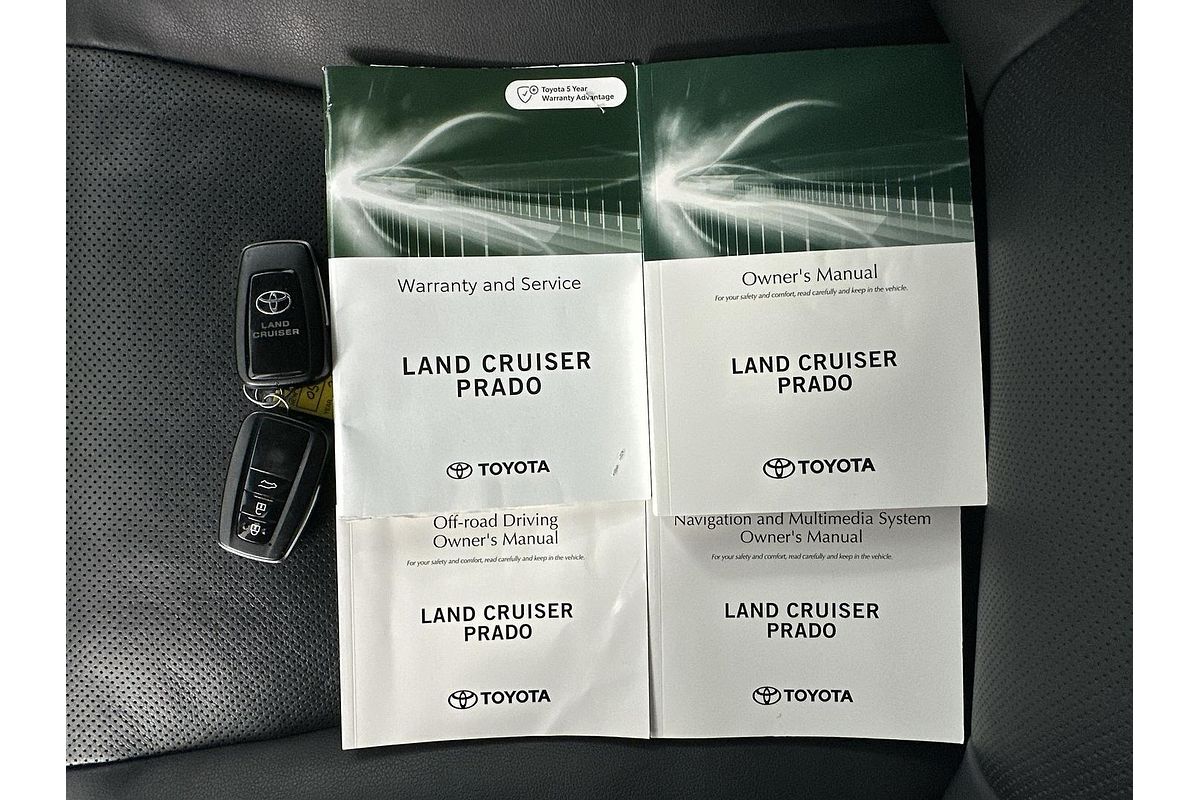 Toyota 5 Year
Warranty Advantage
Warranty and Service
LAND CRUISER
PRADO
TOYOTA
Owner's Manual
For your safety and comfort, read carefully and keep in the vehicle.
LAND CRUISER
PRADO
TOYOTA
LAND
CRUISER
Off-road Driving
Owner's Manual
For your safety and comfort, read carefully and keep in the vehicle.
LAND CRUISER
PRADO
TOYOTA
Navigation and Multimedia System
Owner's Manual
For your safety and comfort, read carefully and keep in the vehicle.
LAND CRUISER
PRADO
TOYOTA